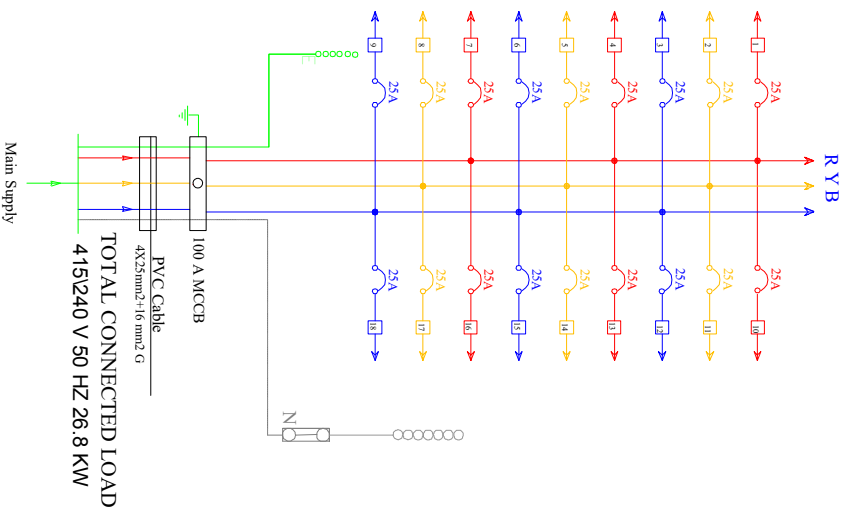 R Y B
1
25A
2
25A
3
25A
4
25A
5
25A
6
25A
7
25A
8
25A
9
25A
25A
10
25A
11
25A
12
25A
13
25A
14
25A
15
25A
16
25A
17
25A
18
100 A MCCB
PVC Cable
4X25mm2+16 mm2 G
TOTAL CONNECTED LOAD
415\240 V 50 HZ 26.8 KW
Main Supply
N